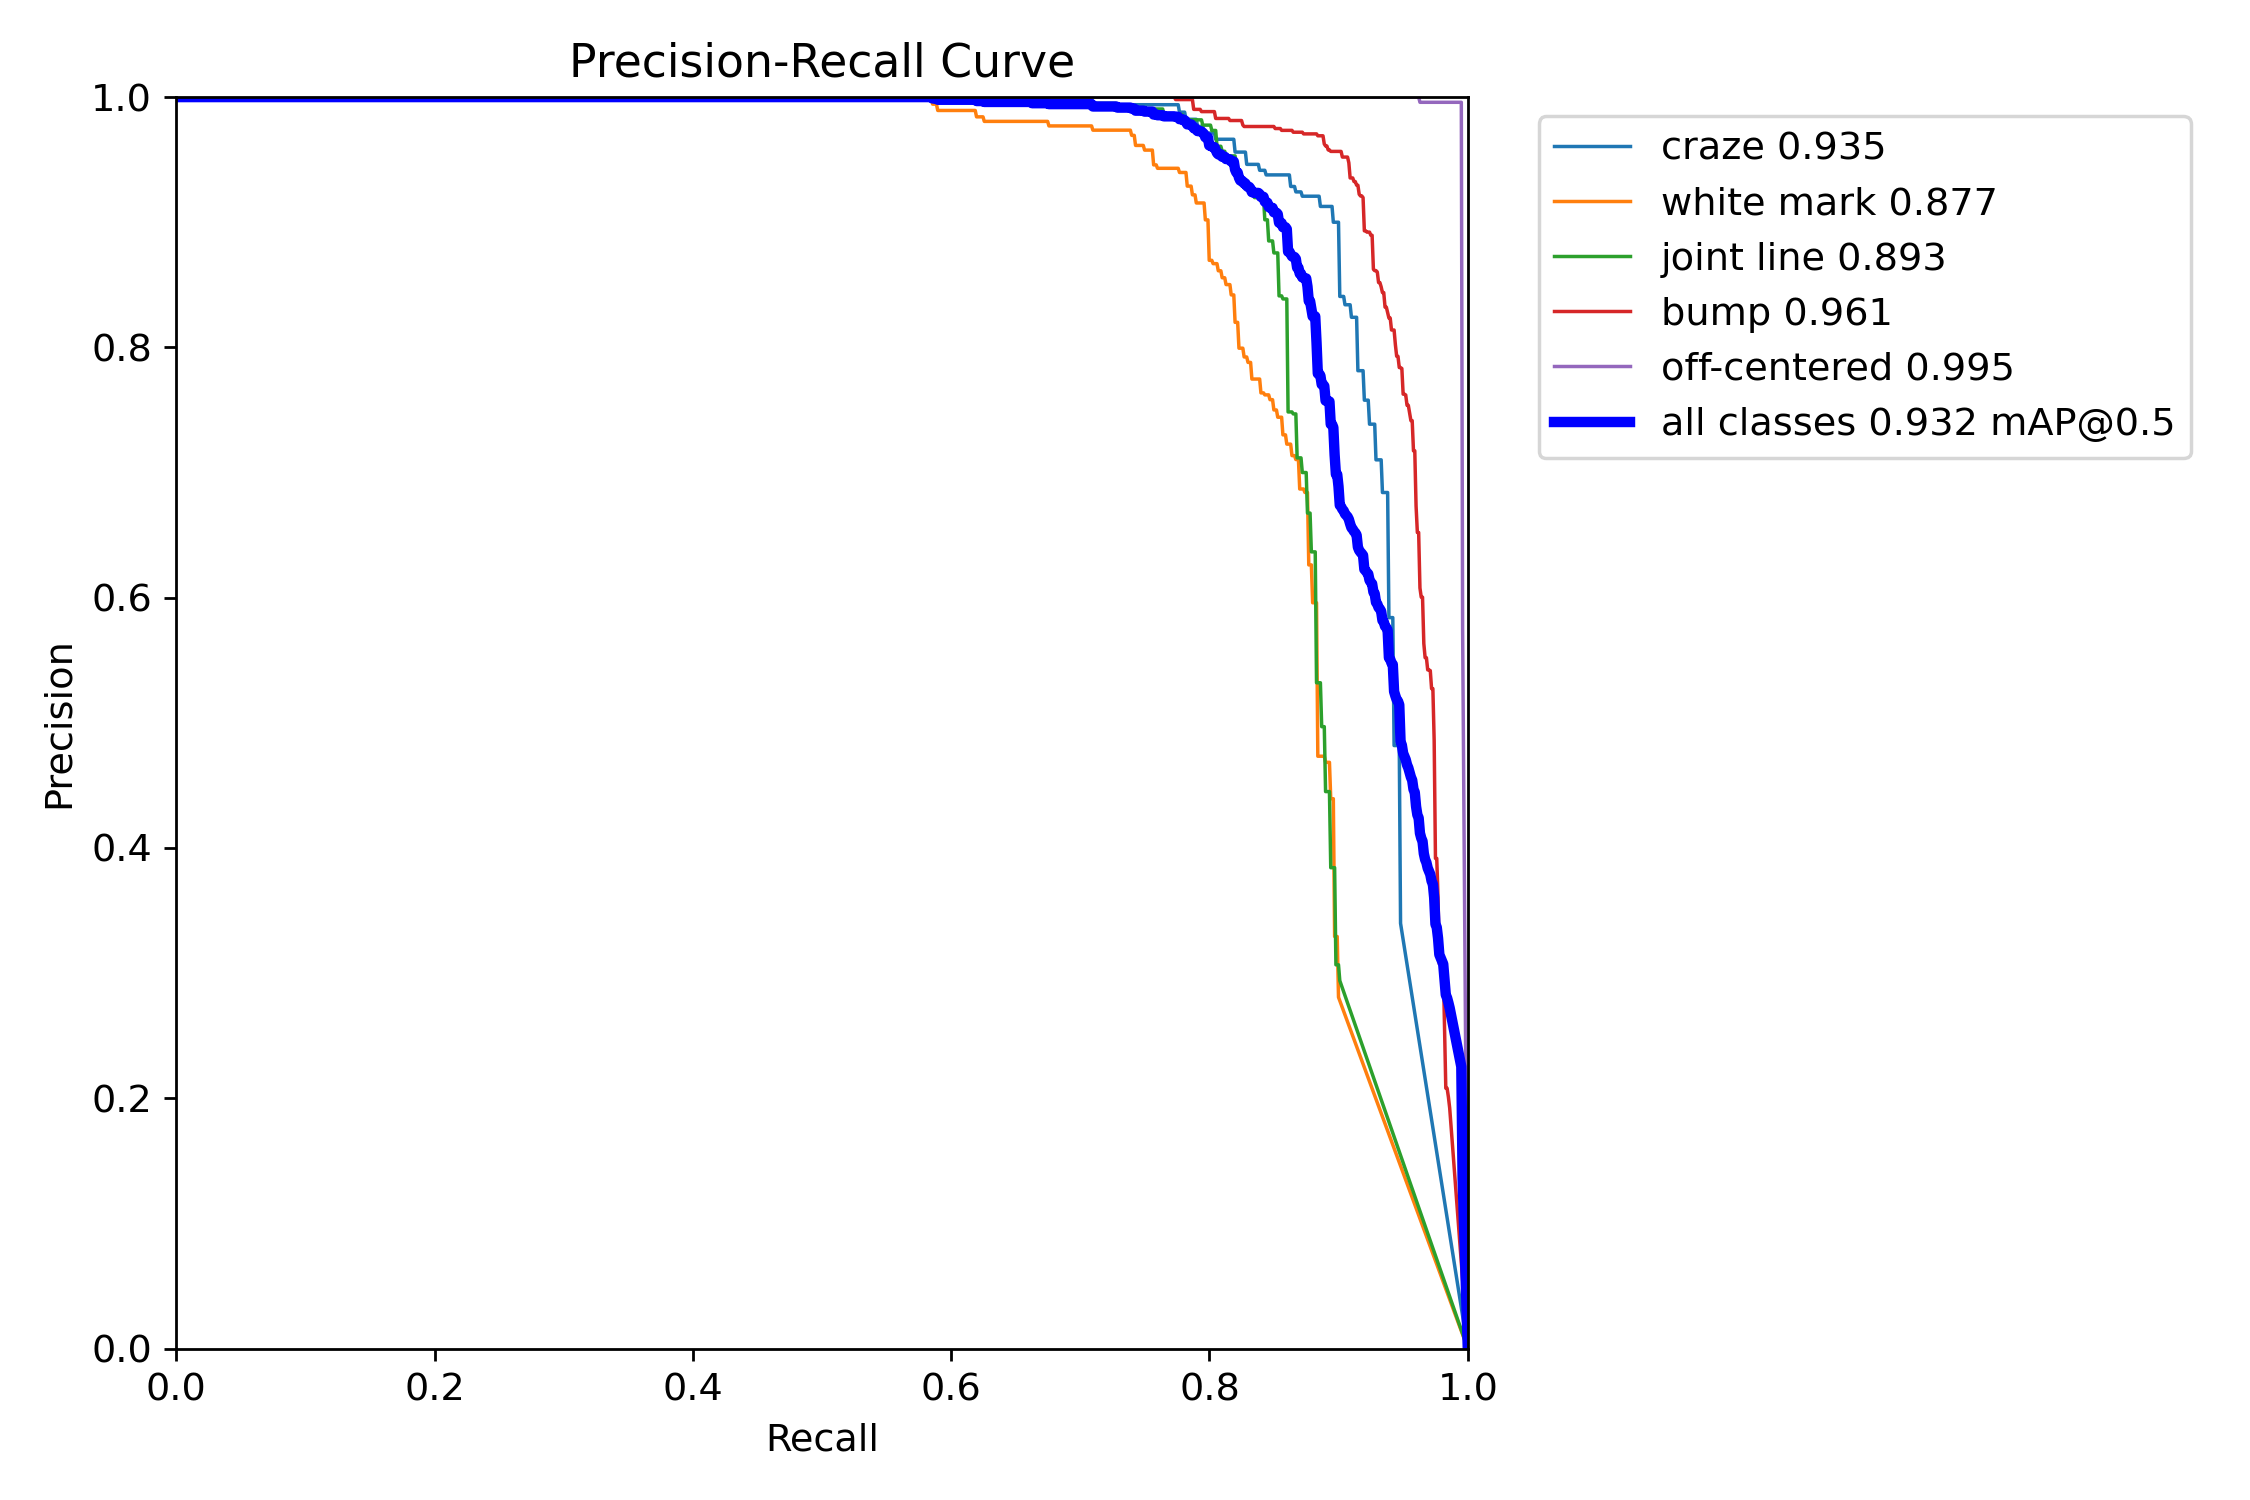 Precision-Recall Curve
1.0
0.8
0.6
0.4
0.2
0.0
Precision
0.0 0.2 0.4 0.6 0.8 1.0
Recall
craze 0.935
white mark 0.877
joint line 0.893
bump 0.961
off-centered 0.995
all classes 0.932 mAP@0.5